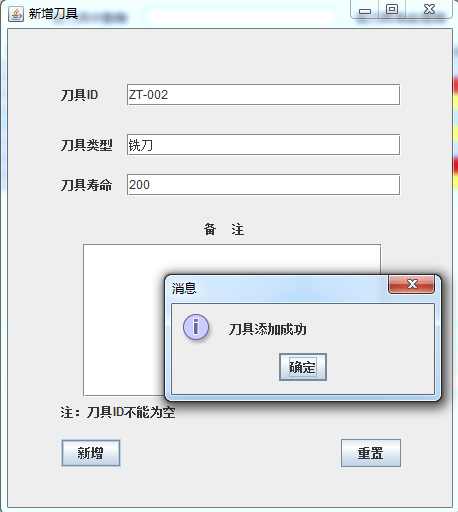 新增刀具
刀具ID ZT-002
刀具类型 铣刀
刀具寿命 200
备 注
消息
刀具添加成功
确定
注：刀具ID不能为空
新增 重置